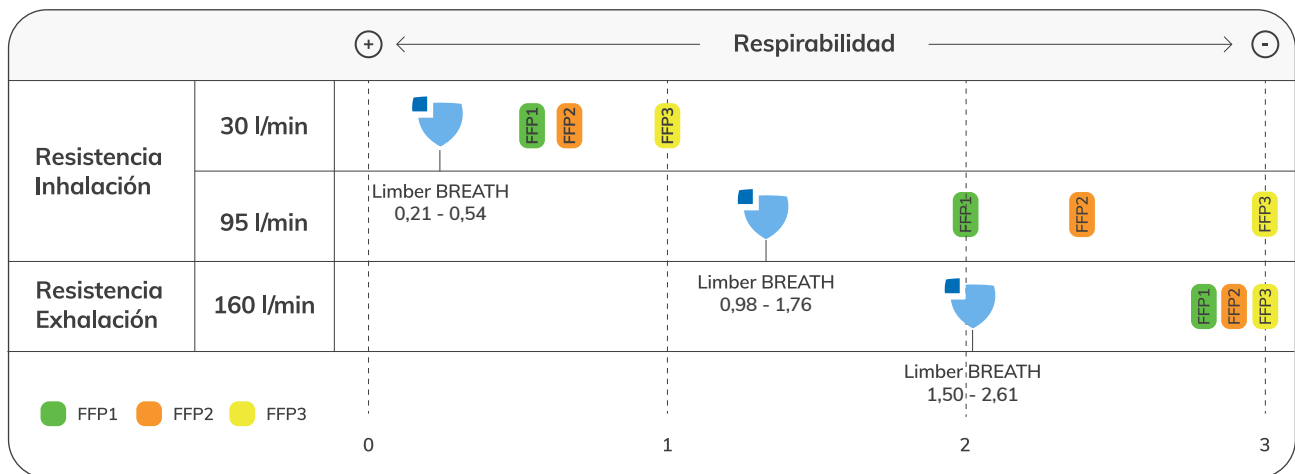 +
Respirabilidad
-
Resistencia
Inhalación
30 l/min
FFP1
FFP2
FFP3
Limber BREATH
0,21 - 0,54
95 l/min
FFP1
FFP2
FFP3
Limber BREATH
0,98 - 1,76
Resistencia
Exhalación
160 l/min
FFP1
FFP2
FFP3
Limber BREATH
1,50 - 2,61
FFP1 FFP2 FFP3
0 1 2 3